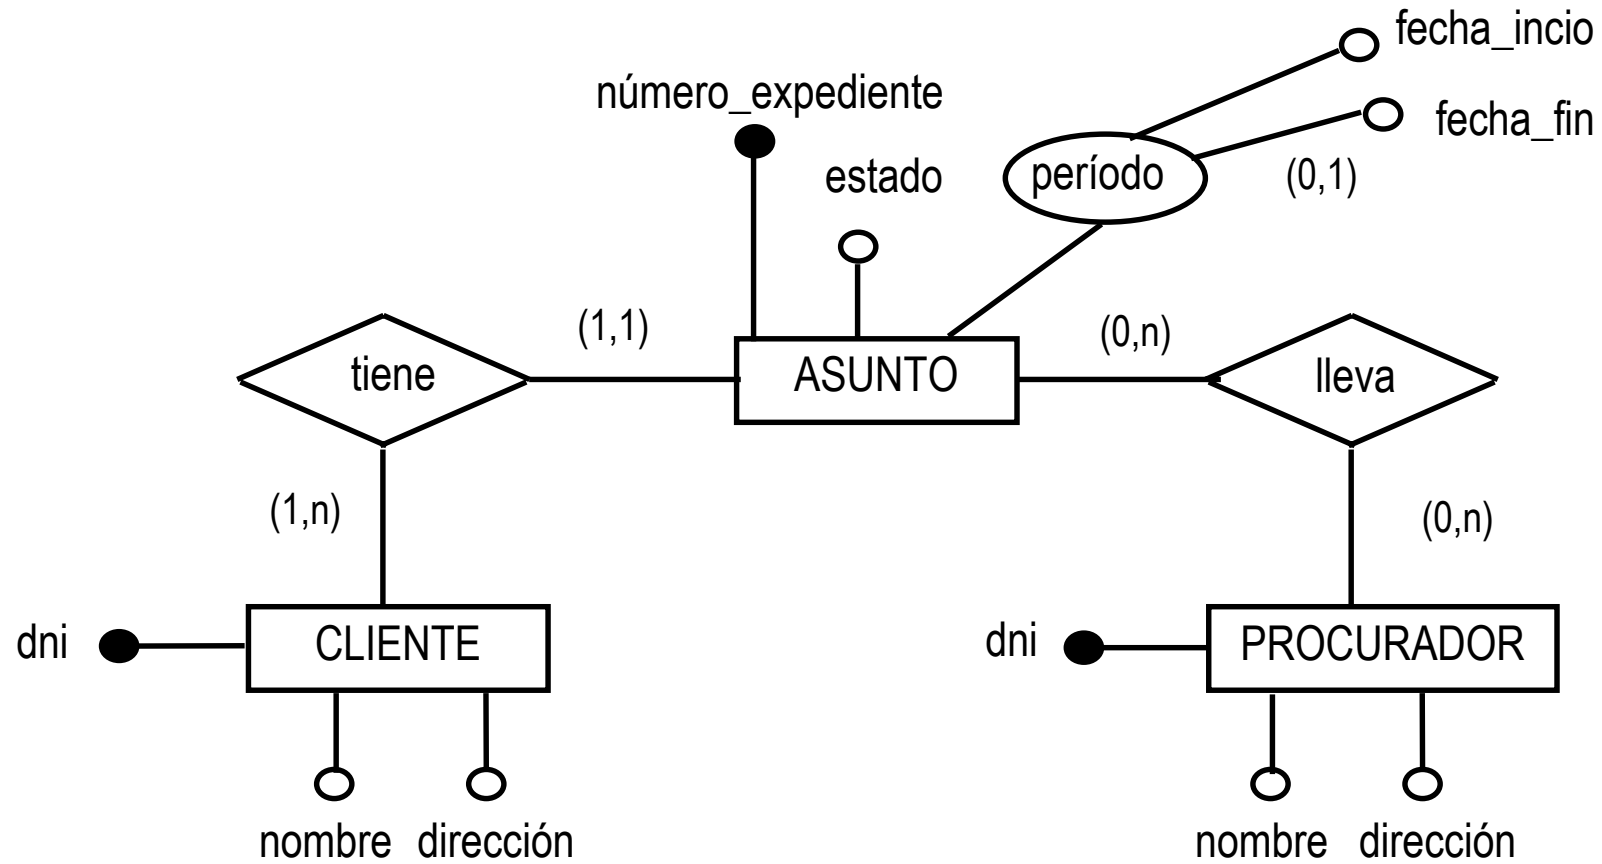 fecha_incio
número_expediente
fecha_fin
estado
período
(0,1)
(1,1)
(0,n)
tiene
ASUNTO
lleva
(1,n)
(0,n)
dni
CLIENTE
dni
PROCURADOR
nombre dirección
nombre dirección